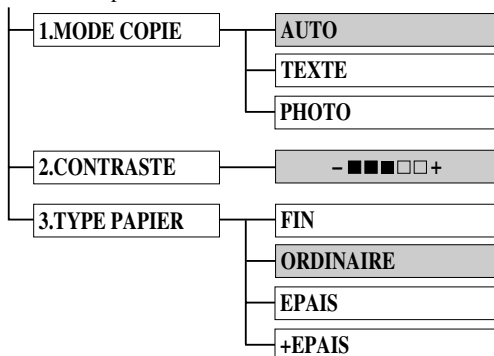 1.MODE COPIE
AUTO
TEXTE
PHOTO
2.CONTRASTE
- ■■■□□ +
3.TYPE PAPIER
FIN
ORDINAIRE
EPAIS
+EPAIS